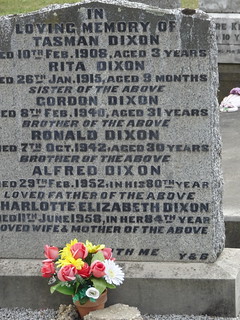 IN
LOVING MEMORY OF
TASMAN DIXON
DIED 10TH FEB. 1908, AGED 3 YEARS
RITA DIXON
DIED 26TH JAN. 1915, AGED 9 MONTHS
SISTER OF THE ABOVE
GORDON DIXON
DIED 8TH FEB. 1940, AGED 31 YEARS
BROTHER OF THE ABOVE
RONALD DIXON
DIED 7TH OCT. 1942, AGED 30 YEARS
BROTHER OF THE ABOVE
ALFRED DIXON
DIED 29TH FEB. 1952, IN HIS 80TH YEAR
LOVED FATHER OF THE ABOVE
CHARLOTTE ELIZABETH DIXON
DIED 11TH JUNE 1958, IN HER 84TH YEAR
LOVED WIFE & MOTHER OF THE ABOVE
WITH ME
Y&B